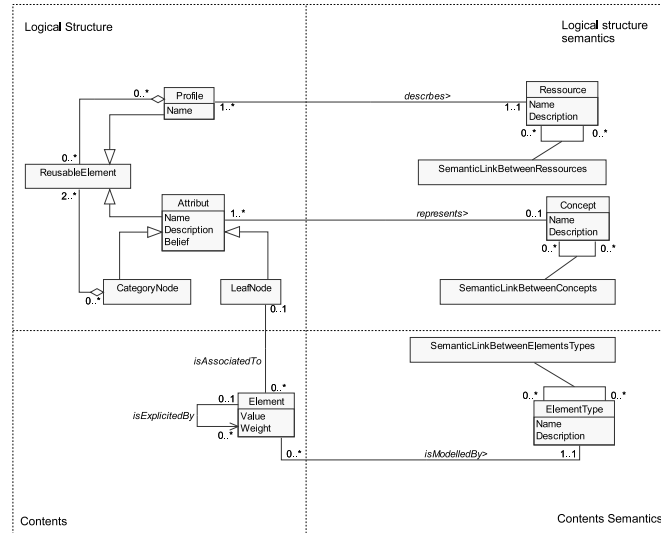 Logical Structure
Logical structure
semantics
0..*
Profile
Name
1..*
descrbes>
1..1
Ressource
Name
Description
0..*
0..*
SemanticLinkBetweenRessources
0..*
ReusableElement
2..*
Attribut
Name
Description
Belief
1..*
represents>
0..1
Concept
Name
Description
0..*
0..*
SemanticLinkBetweenConcepts
CategoryNode
0..*
LeafNode
0..1
isAssociatedTo
SemanticLinkBetweenElementsTypes
0..*
0..*
0..*
0..1
Element
Value
Weight
isExplicitedBy
0..*
ElementType
Name
Description
0..*
isModelledBy>
1..1
Contents
Contents Semantics